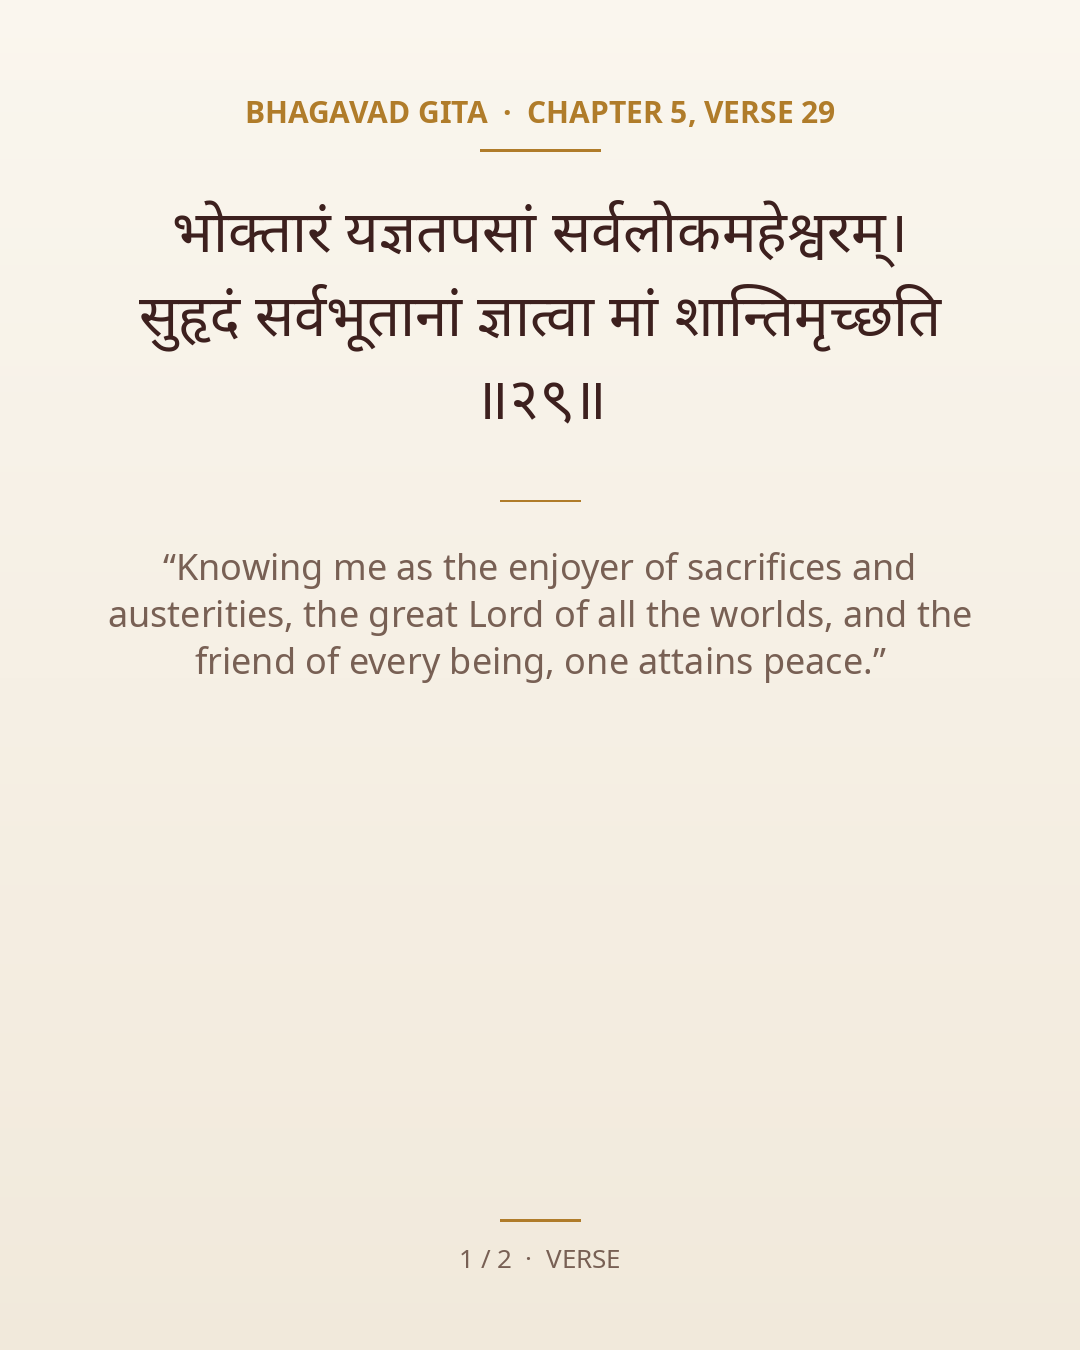 BHAGAVAD GITA · CHAPTER 5, VERSE 29
भोक्तारं यज्ञतपसां सर्वलोकमहेश्वरम्।
सुहृदं सर्वभूतानां ज्ञात्वा मां शान्तिमृच्छति
॥२९॥
“Knowing me as the enjoyer of sacrifices and
austerities, the great Lord of all the worlds, and the
friend of every being, one attains peace.”
1 / 2 · VERSE